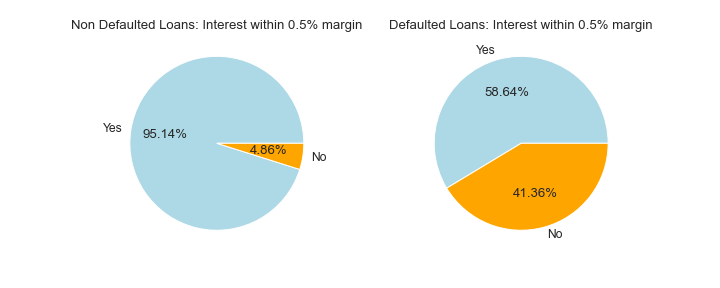 Non Defaulted Loans: Interest within 0.5% margin
Yes
95.14%
4.86%
No
Defaulted Loans: Interest within 0.5% margin
Yes
58.64%
41.36%
No